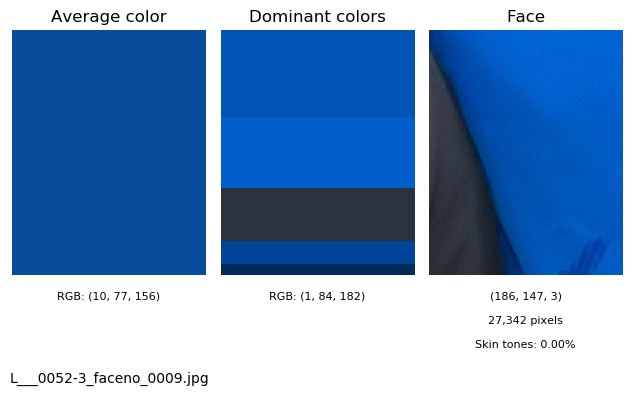 Average color
Dominant colors
Face
RGB: (10, 77, 156)
RGB: (1, 84, 182)
(186, 147, 3)
27,342 pixels
Skin tones: 0.00%
L___0052-3_faceno_0009.jpg